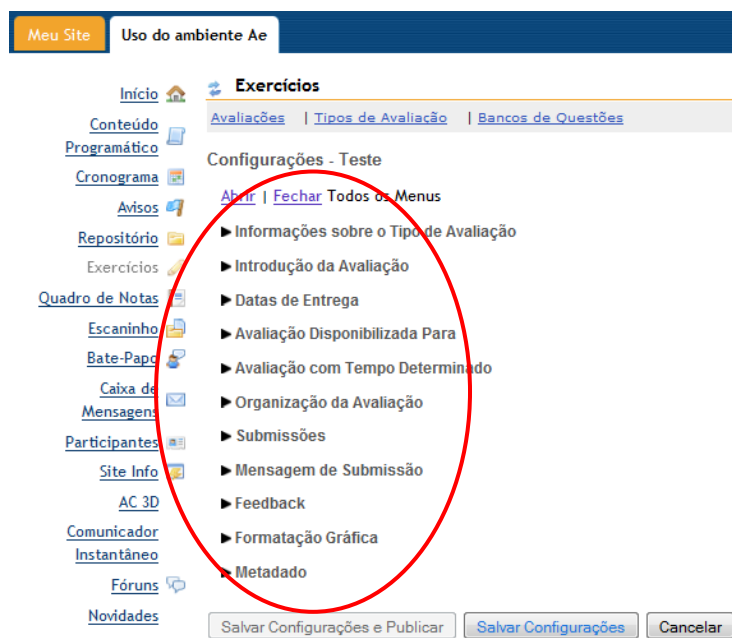 Meu Site
Uso do ambiente Ae
Início
Conteúdo
Programático
Cronograma
Avisos
Repositório
Exercícios
Quadro de Notas
Escaninho
Bate-Papo
Caixa de
Mensagens
Participantes
Site Info
AC 3D
Comunicador
Instantâneo
Fóruns
Novidades
Exercícios
Avaliações | Tipos de Avaliação | Bancos de Questões
Configurações - Teste
Abrir | Fechar Todos os Menus
Informações sobre o Tipo de Avaliação
Introdução da Avaliação
Datas de Entrega
Avaliação Disponibilizada Para
Avaliação com Tempo Determinado
Organização da Avaliação
Submissões
Mensagem de Submissão
Feedback
Formatação Gráfica
Metadado
Salvar Configurações e Publicar Salvar Configurações Cancelar